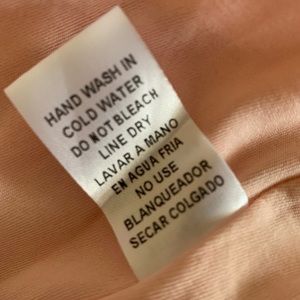 HAND WASH IN
COLD WATER
DO NOT BLEACH
LINE DRY
LAVAR A MANO
EN AGUA FRIA
NO USE
BLANQUEADOR
SECAR COLGADO